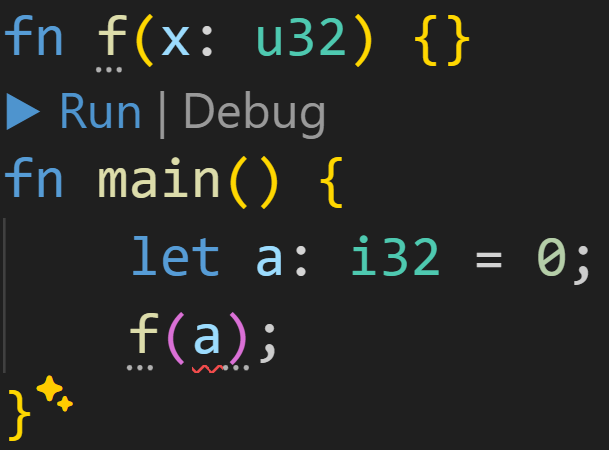 fn f(x: u32) {}
▶ Run | Debug
fn main() {
    let a: i32 = 0;
    f(a);
}